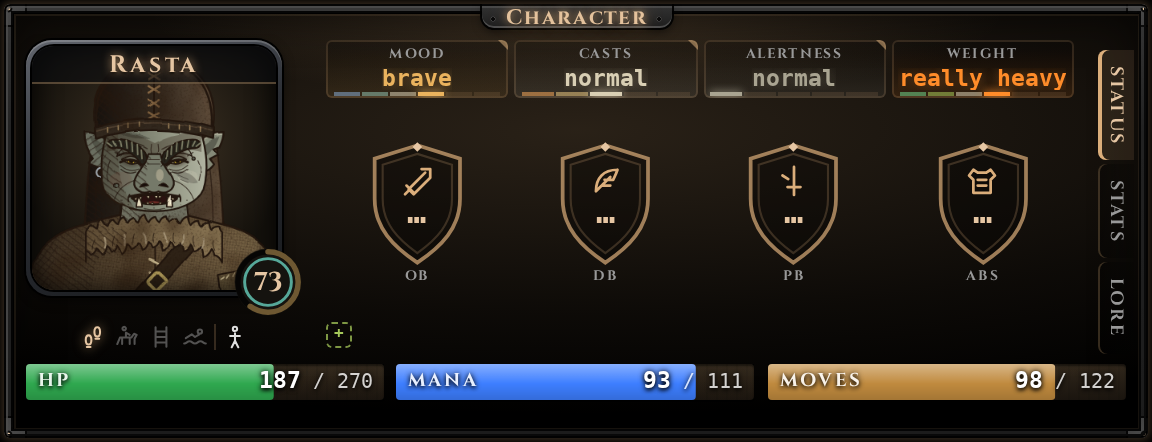 CHARACTER
RASTA
73
MOOD
brave
CASTS
normal
ALERTNESS
normal
WEIGHT
really heavy
...
OB
...
DB
...
PB
...
ABS
STATUS
STATS
LORE
+
HP 187 / 270
MANA 93 / 111
MOVES 98 / 122